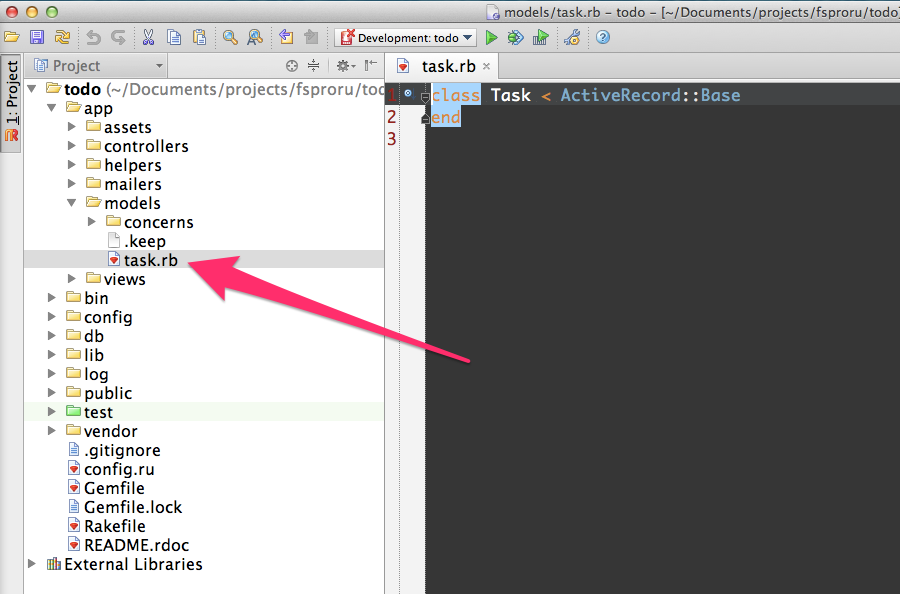 models/task.rb – todo – [~/Documents/projects/fsproru/todo
Development: todo
1: Project
Project
task.rb
todo (~/Documents/projects/fsproru/todo
app
assets
controllers
helpers
mailers
models
concerns
.keep
task.rb
views
bin
config
db
lib
log
public
test
vendor
.gitignore
config.ru
Gemfile
Gemfile.lock
Rakefile
README.rdoc
External Libraries
1 class Task < ActiveRecord::Base
2 end
3